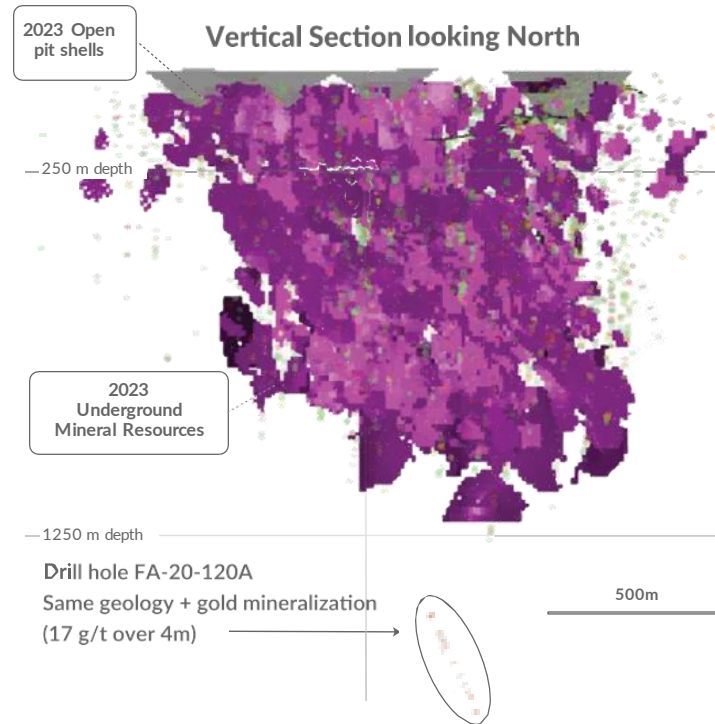 2023 Open
pit shells
Vertical Section looking North
250 m depth
2023
Underground
Mineral Resources
1250 m depth
Drill hole FA-20-120A
Same geology + gold mineralization
(17 g/t over 4m)
500m